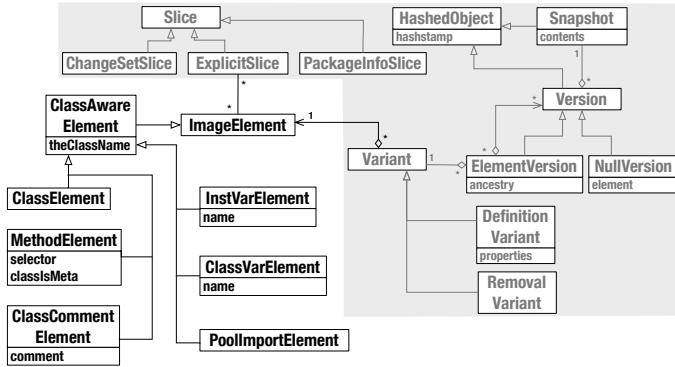 Slice
HashedObject
hashstamp
Snapshot
contents
ChangeSetSlice
ExplicitSlice
PackageInfoSlice
1
*
*
*
*
Version
ClassAware
Element
theClassName
ImageElement
1
*
Variant
1
*
*
ElementVersion
ancestry
NullVersion
element
ClassElement
InstVarElement
name
Definition
Variant
properties
MethodElement
selector
classIsMeta
ClassVarElement
name
Removal
Variant
ClassComment
Element
comment
PoolImportElement